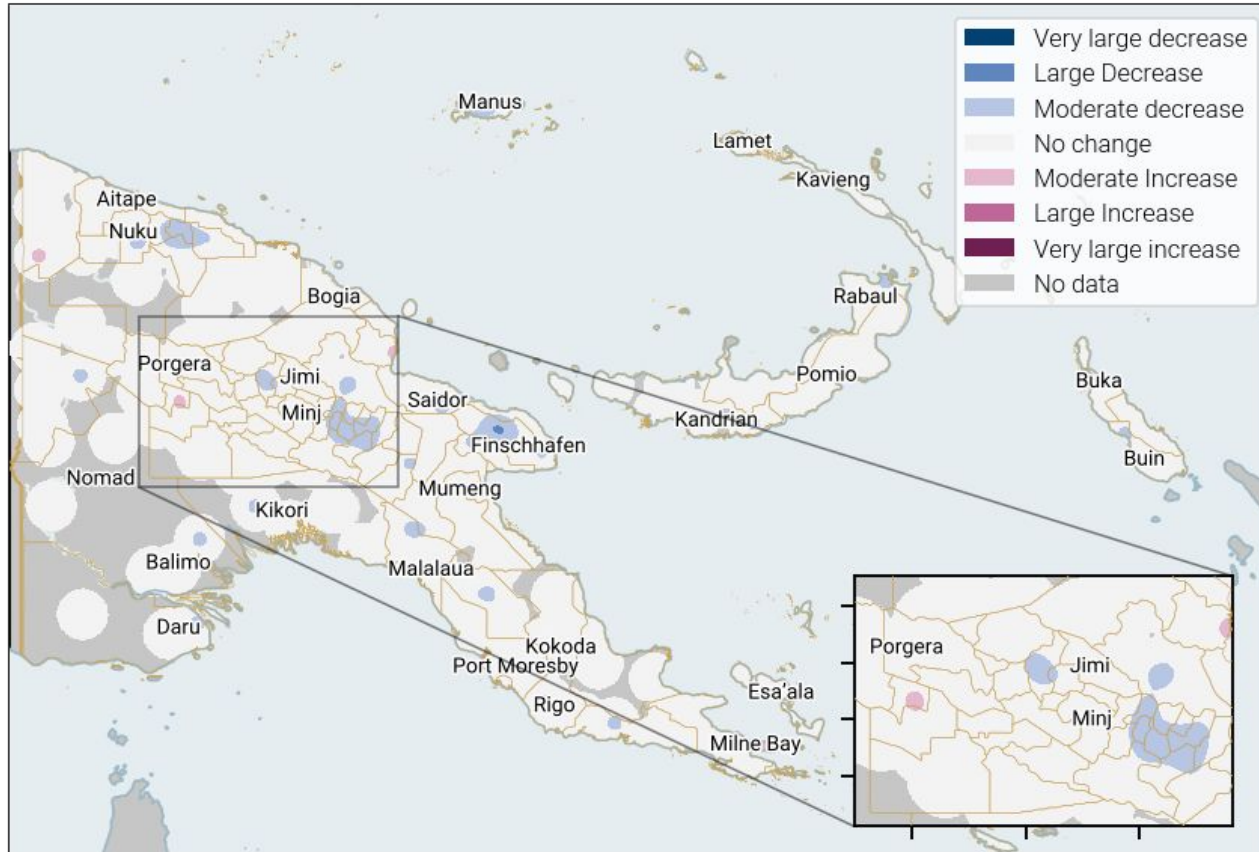 Very large decrease
Large Decrease
Moderate decrease
No change
Moderate Increase
Large Increase
Very large increase
No data
Manus
Lamet
Kavieng
Aitape
Nuku
Bogia
Rabaul
Porgera
Jimi
Pomio
Buka
Saidor
Minj
Kandrian
Finschhafen
Buin
Nomad
Mumeng
Kikori
Balimo
Malalaua
Daru
Kokoda
Port Moresby
Esa'ala
Rigo
Milne Bay
Porgera
Jimi
Minj